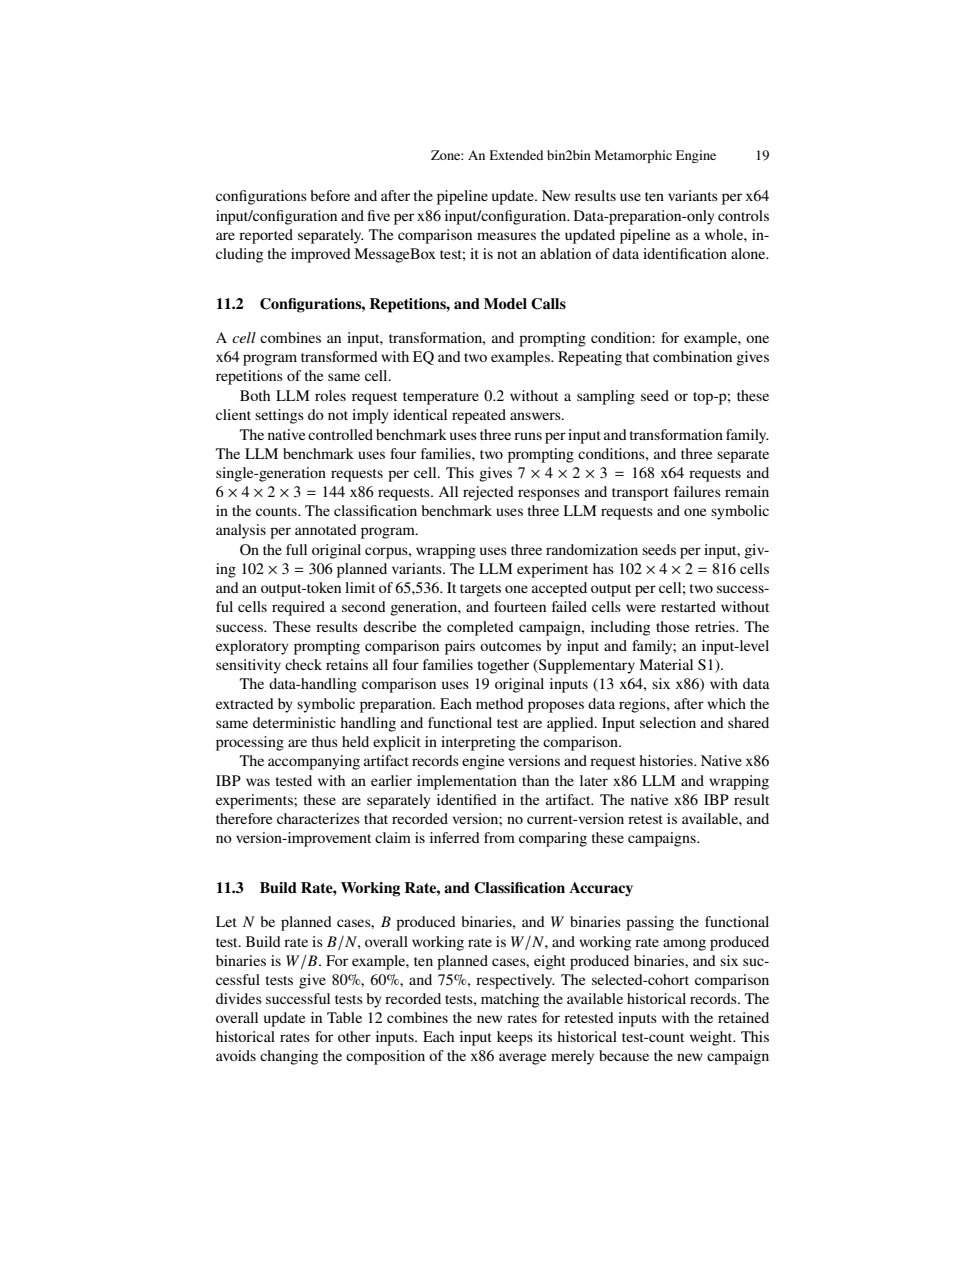 Zone: An Extended bin2bin Metamorphic Engine 19
configurations before and after the pipeline update. New results use ten variants per x64
input/configuration and five per x86 input/configuration. Data-preparation-only controls
are reported separately. The comparison measures the updated pipeline as a whole, in-
cluding the improved MessageBox test; it is not an ablation of data identification alone.
11.2 Configurations, Repetitions, and Model Calls
A cell combines an input, transformation, and prompting condition: for example, one
x64 program transformed with EQ and two examples. Repeating that combination gives
repetitions of the same cell.
Both LLM roles request temperature 0.2 without a sampling seed or top-p; these
client settings do not imply identical repeated answers.
The native controlled benchmark uses three runs per input and transformation family.
The LLM benchmark uses four families, two prompting conditions, and three separate
single-generation requests per cell. This gives 7 × 4 × 2 × 3 = 168 x64 requests and
6 × 4 × 2 × 3 = 144 x86 requests. All rejected responses and transport failures remain
in the counts. The classification benchmark uses three LLM requests and one symbolic
analysis per annotated program.
On the full original corpus, wrapping uses three randomization seeds per input, giv-
ing 102 × 3 = 306 planned variants. The LLM experiment has 102 × 4 × 2 = 816 cells
and an output-token limit of 65,536. It targets one accepted output per cell; two success-
ful cells required a second generation, and fourteen failed cells were restarted without
success. These results describe the completed campaign, including those retries. The
exploratory prompting comparison pairs outcomes by input and family; an input-level
sensitivity check retains all four families together (Supplementary Material S1).
The data-handling comparison uses 19 original inputs (13 x64, six x86) with data
extracted by symbolic preparation. Each method proposes data regions, after which the
same deterministic handling and functional test are applied. Input selection and shared
processing are thus held explicit in interpreting the comparison.
The accompanying artifact records engine versions and request histories. Native x86
IBP was tested with an earlier implementation than the later x86 LLM and wrapping
experiments; these are separately identified in the artifact. The native x86 IBP result
therefore characterizes that recorded version; no current-version retest is available, and
no version-improvement claim is inferred from comparing these campaigns.
11.3 Build Rate, Working Rate, and Classification Accuracy
Let N be planned cases, B produced binaries, and W binaries passing the functional
test. Build rate is B/N, overall working rate is W/N, and working rate among produced
binaries is W/B. For example, ten planned cases, eight produced binaries, and six suc-
cessful tests give 80%, 60%, and 75%, respectively. The selected-cohort comparison
divides successful tests by recorded tests, matching the available historical records. The
overall update in Table 12 combines the new rates for retested inputs with the retained
historical rates for other inputs. Each input keeps its historical test-count weight. This
avoids changing the composition of the x86 average merely because the new campaign